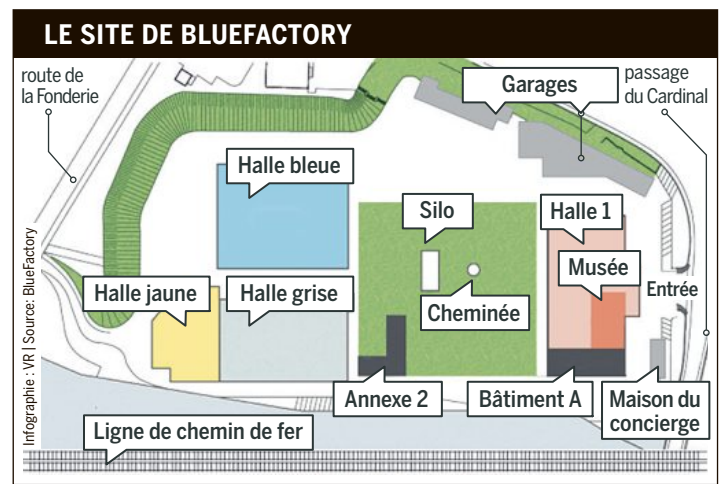 LE SITE DE BLUEFACTORY
route de
la Fonderie
Garages
passage
du Cardinal
Halle bleue
Silo
Halle 1
Musée
Entrée
Halle jaune
Halle grise
Cheminée
Annexe 2
Bâtiment A
Maison du
concierge
Ligne de chemin de fer
Infographie : VR | Source: BlueFactory